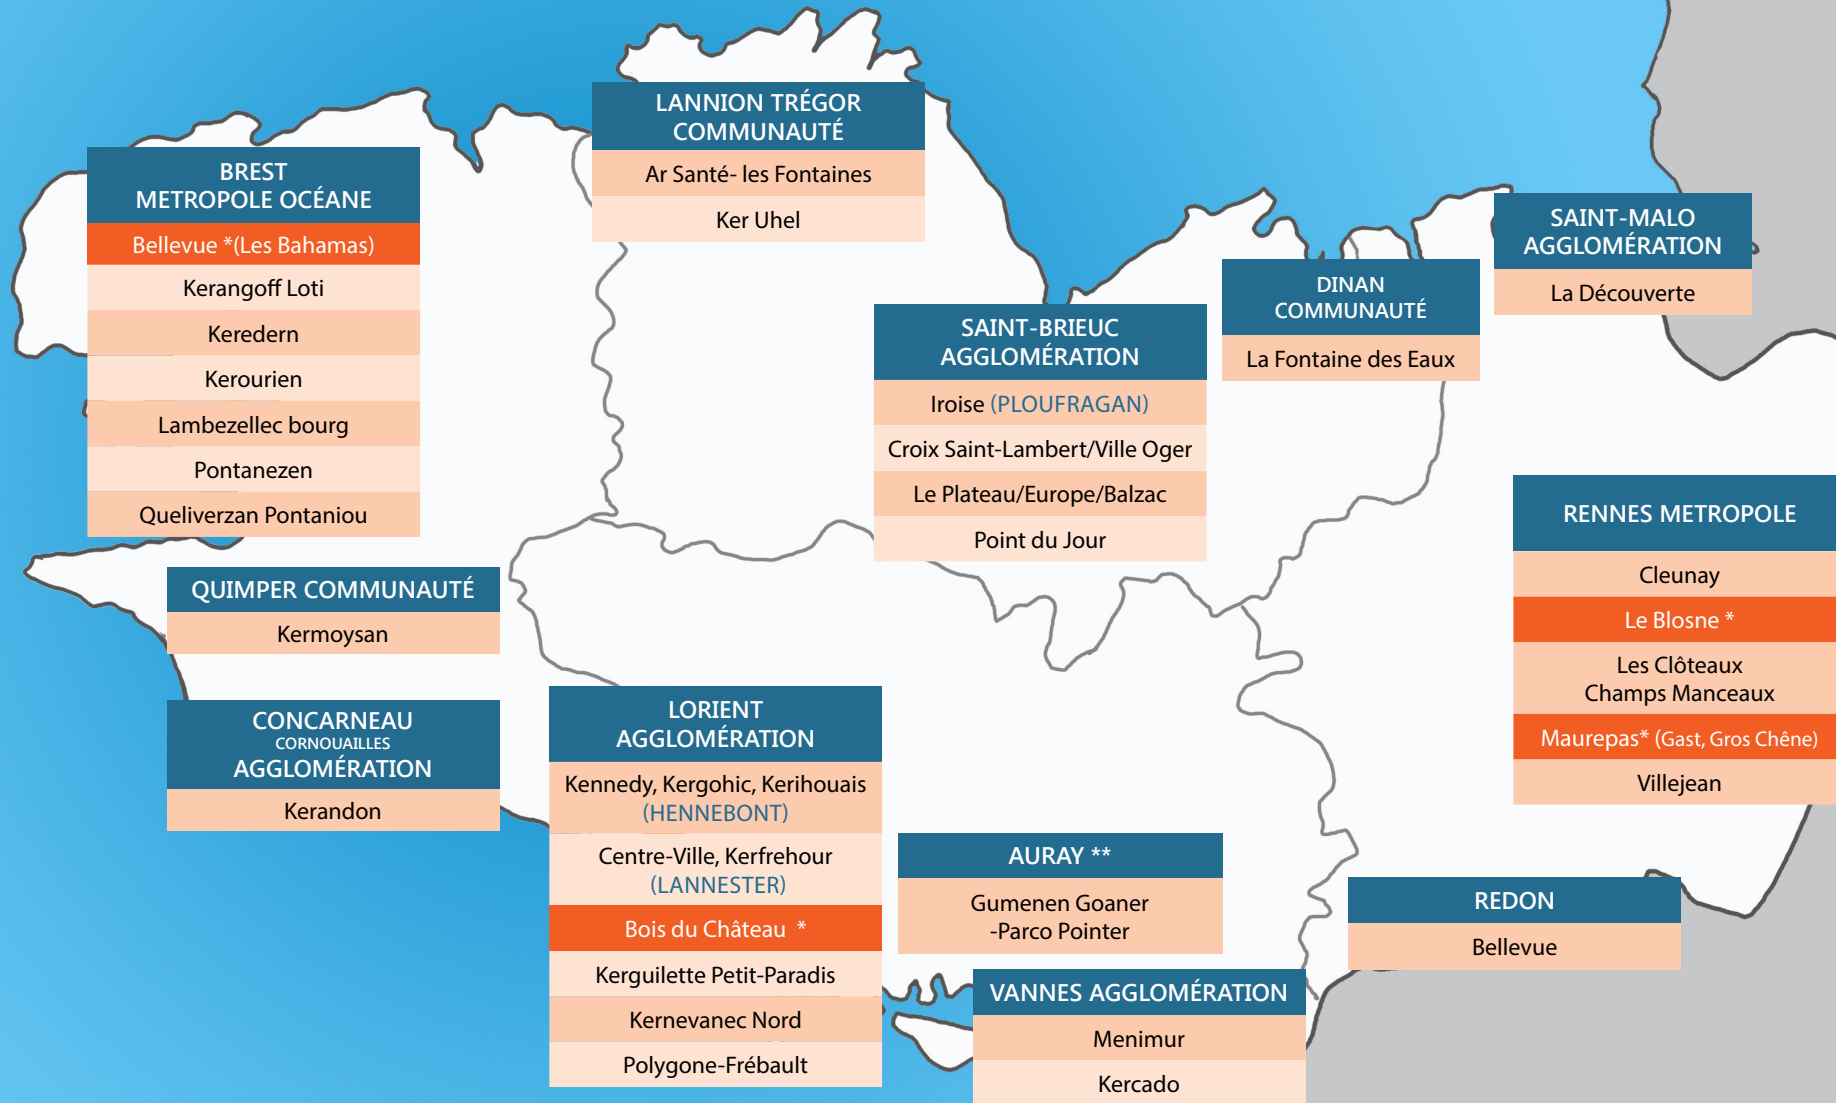 LANNION TRÉGOR
COMMUNAUTÉ
Ar Santé- les Fontaines
Ker Uhel
BREST
METROPOLE OCÉANE
Bellevue *(Les Bahamas)
Kerangoff Loti
Keredern
Kerourien
Lambezellec bourg
Pontanezen
Queliverzan Pontaniou
SAINT-MALO
AGGLOMÉRATION
La Découverte
DINAN
COMMUNAUTÉ
La Fontaine des Eaux
SAINT-BRIEUC
AGGLOMÉRATION
Iroise (PLOUFRAGAN)
Croix Saint-Lambert/Ville Oger
Le Plateau/Europe/Balzac
Point du Jour
RENNES METROPOLE
Cleunay
Le Blosne *
Les Clôteaux
Champs Manceaux
Maurepas* (Gast, Gros Chêne)
Villejean
QUIMPER COMMUNAUTÉ
Kermoysan
CONCARNEAU
CORNOUAILLES
AGGLOMÉRATION
Kerandon
LORIENT
AGGLOMÉRATION
Kennedy, Kergohic, Kerihouais
(HENNEBONT)
Centre-Ville, Kerfrehour
(LANNESTER)
Bois du Château *
Kerguilette Petit-Paradis
Kernevanec Nord
Polygone-Frébault
AURAY **
Gumenen Goaner
-Parco Pointer
REDON
Bellevue
VANNES AGGLOMÉRATION
Menimur
Kercado